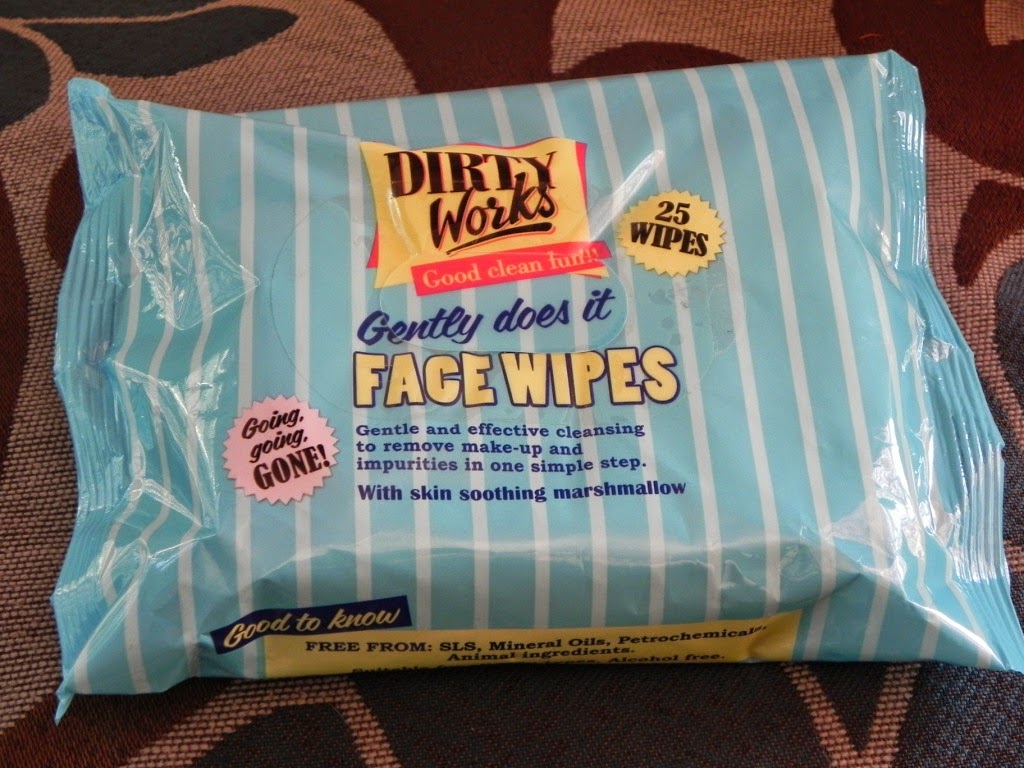 DIRTY
Works
Good clean fun!!
25
WIPES
Gently does it
FACE WIPES
Going,
going,
GONE!
Gentle and effective cleansing
to remove make-up and
impurities in one simple step.
With skin soothing marshmallow
Good to know
FREE FROM: SLS, Mineral Oils, Petrochemicals,
Animal ingredients.
Alcohol free.